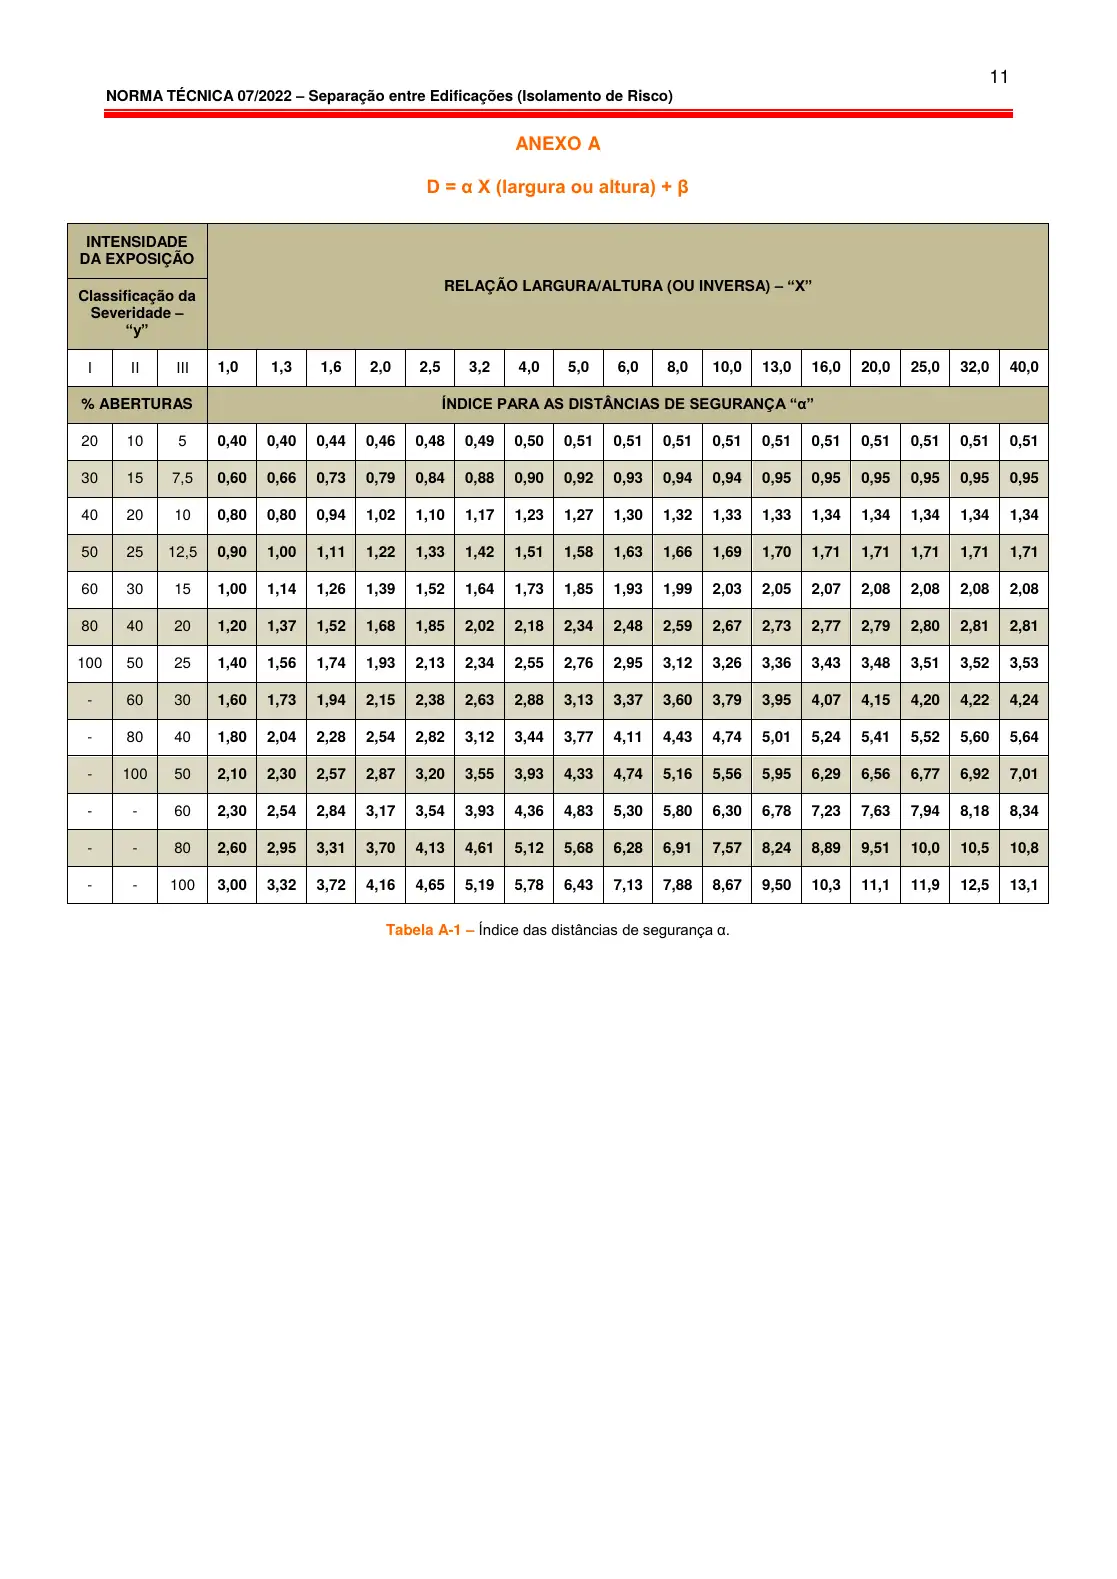 11
NORMA TÉCNICA 07/2022 – Separação entre Edificações (Isolamento de Risco)
ANEXO A
D = α X (largura ou altura) + β
INTENSIDADE
DA EXPOSIÇÃO
RELAÇÃO LARGURA/ALTURA (OU INVERSA) – “X”
Classificação da
Severidade –
“y”
I II III 1,0 1,3 1,6 2,0 2,5 3,2 4,0 5,0 6,0 8,0 10,0 13,0 16,0 20,0 25,0 32,0 40,0
% ABERTURAS ÍNDICE PARA AS DISTÂNCIAS DE SEGURANÇA “α”
20 10 5 0,40 0,40 0,44 0,46 0,48 0,49 0,50 0,51 0,51 0,51 0,51 0,51 0,51 0,51 0,51 0,51 0,51
30 15 7,5 0,60 0,66 0,73 0,79 0,84 0,88 0,90 0,92 0,93 0,94 0,94 0,95 0,95 0,95 0,95 0,95 0,95
40 20 10 0,80 0,80 0,94 1,02 1,10 1,17 1,23 1,27 1,30 1,32 1,33 1,33 1,34 1,34 1,34 1,34 1,34
50 25 12,5 0,90 1,00 1,11 1,22 1,33 1,42 1,51 1,58 1,63 1,66 1,69 1,70 1,71 1,71 1,71 1,71 1,71
60 30 15 1,00 1,14 1,26 1,39 1,52 1,64 1,73 1,85 1,93 1,99 2,03 2,05 2,07 2,08 2,08 2,08 2,08
80 40 20 1,20 1,37 1,52 1,68 1,85 2,02 2,18 2,34 2,48 2,59 2,67 2,73 2,77 2,79 2,80 2,81 2,81
100 50 25 1,40 1,56 1,74 1,93 2,13 2,34 2,55 2,76 2,95 3,12 3,26 3,36 3,43 3,48 3,51 3,52 3,53
- 60 30 1,60 1,73 1,94 2,15 2,38 2,63 2,88 3,13 3,37 3,60 3,79 3,95 4,07 4,15 4,20 4,22 4,24
- 80 40 1,80 2,04 2,28 2,54 2,82 3,12 3,44 3,77 4,11 4,43 4,74 5,01 5,24 5,41 5,52 5,60 5,64
- 100 50 2,10 2,30 2,57 2,87 3,20 3,55 3,93 4,33 4,74 5,16 5,56 5,95 6,29 6,56 6,77 6,92 7,01
- - 60 2,30 2,54 2,84 3,17 3,54 3,93 4,36 4,83 5,30 5,80 6,30 6,78 7,23 7,63 7,94 8,18 8,34
- - 80 2,60 2,95 3,31 3,70 4,13 4,61 5,12 5,68 6,28 6,91 7,57 8,24 8,89 9,51 10,0 10,5 10,8
- - 100 3,00 3,32 3,72 4,16 4,65 5,19 5,78 6,43 7,13 7,88 8,67 9,50 10,3 11,1 11,9 12,5 13,1
Tabela A-1 – Índice das distâncias de segurança α.